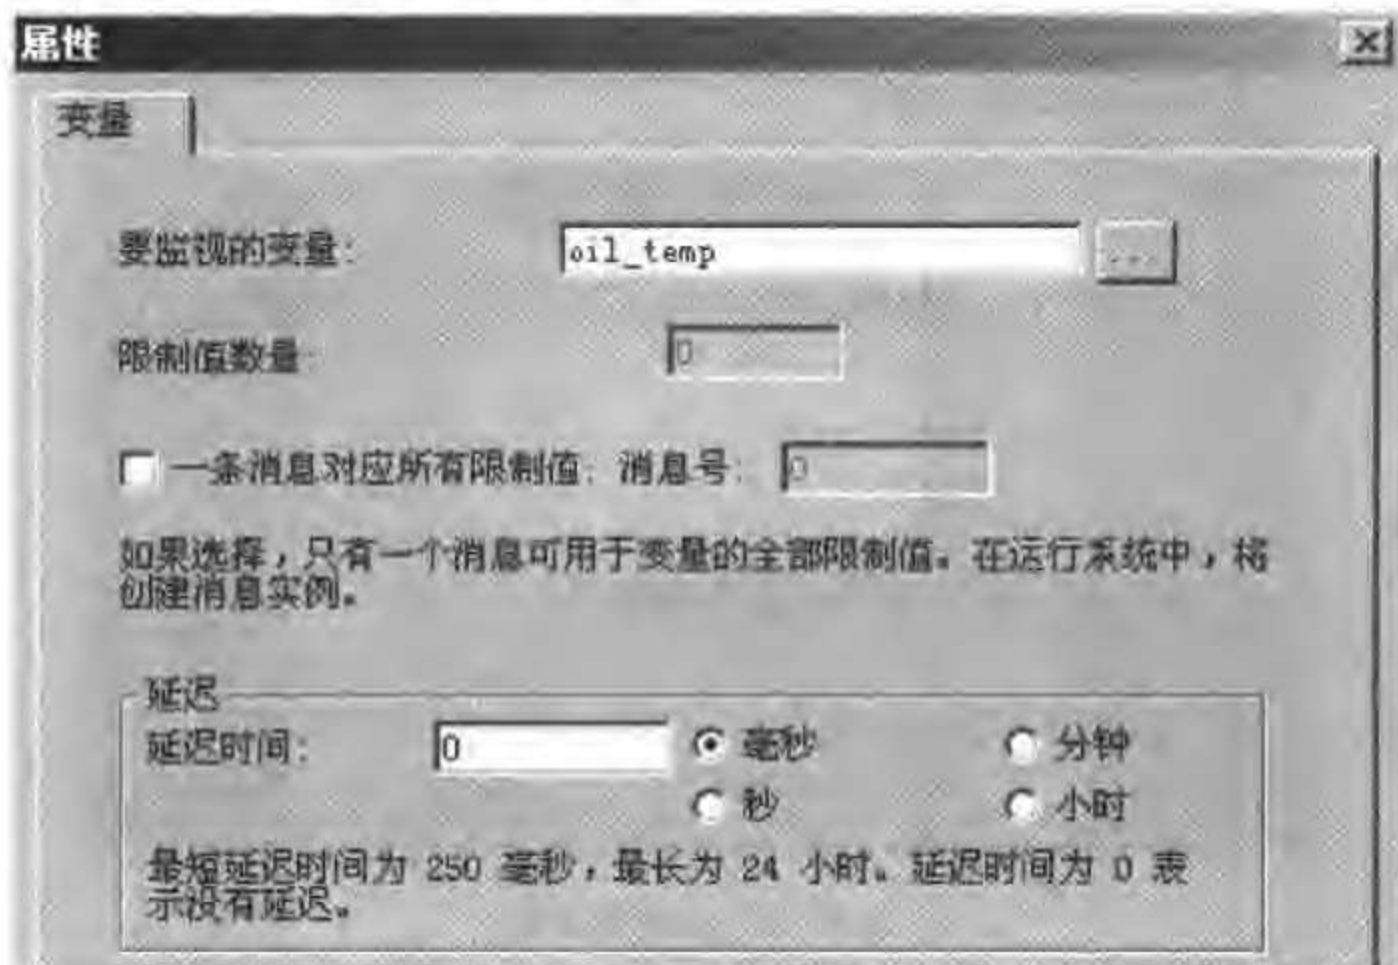 属性
变量
要监视的变量: oil_temp ...
限制值数量: 0
一条消息对应所有限制值: 消息号: 0
如果选择，只有一个消息可用于变量的全部限制值。在运行系统中，将
创建消息实例。
延迟
延迟时间: 0 毫秒 分钟
秒 小时
最短延迟时间为 250 毫秒，最长为 24 小时。延迟时间为 0 表
示没有延迟。